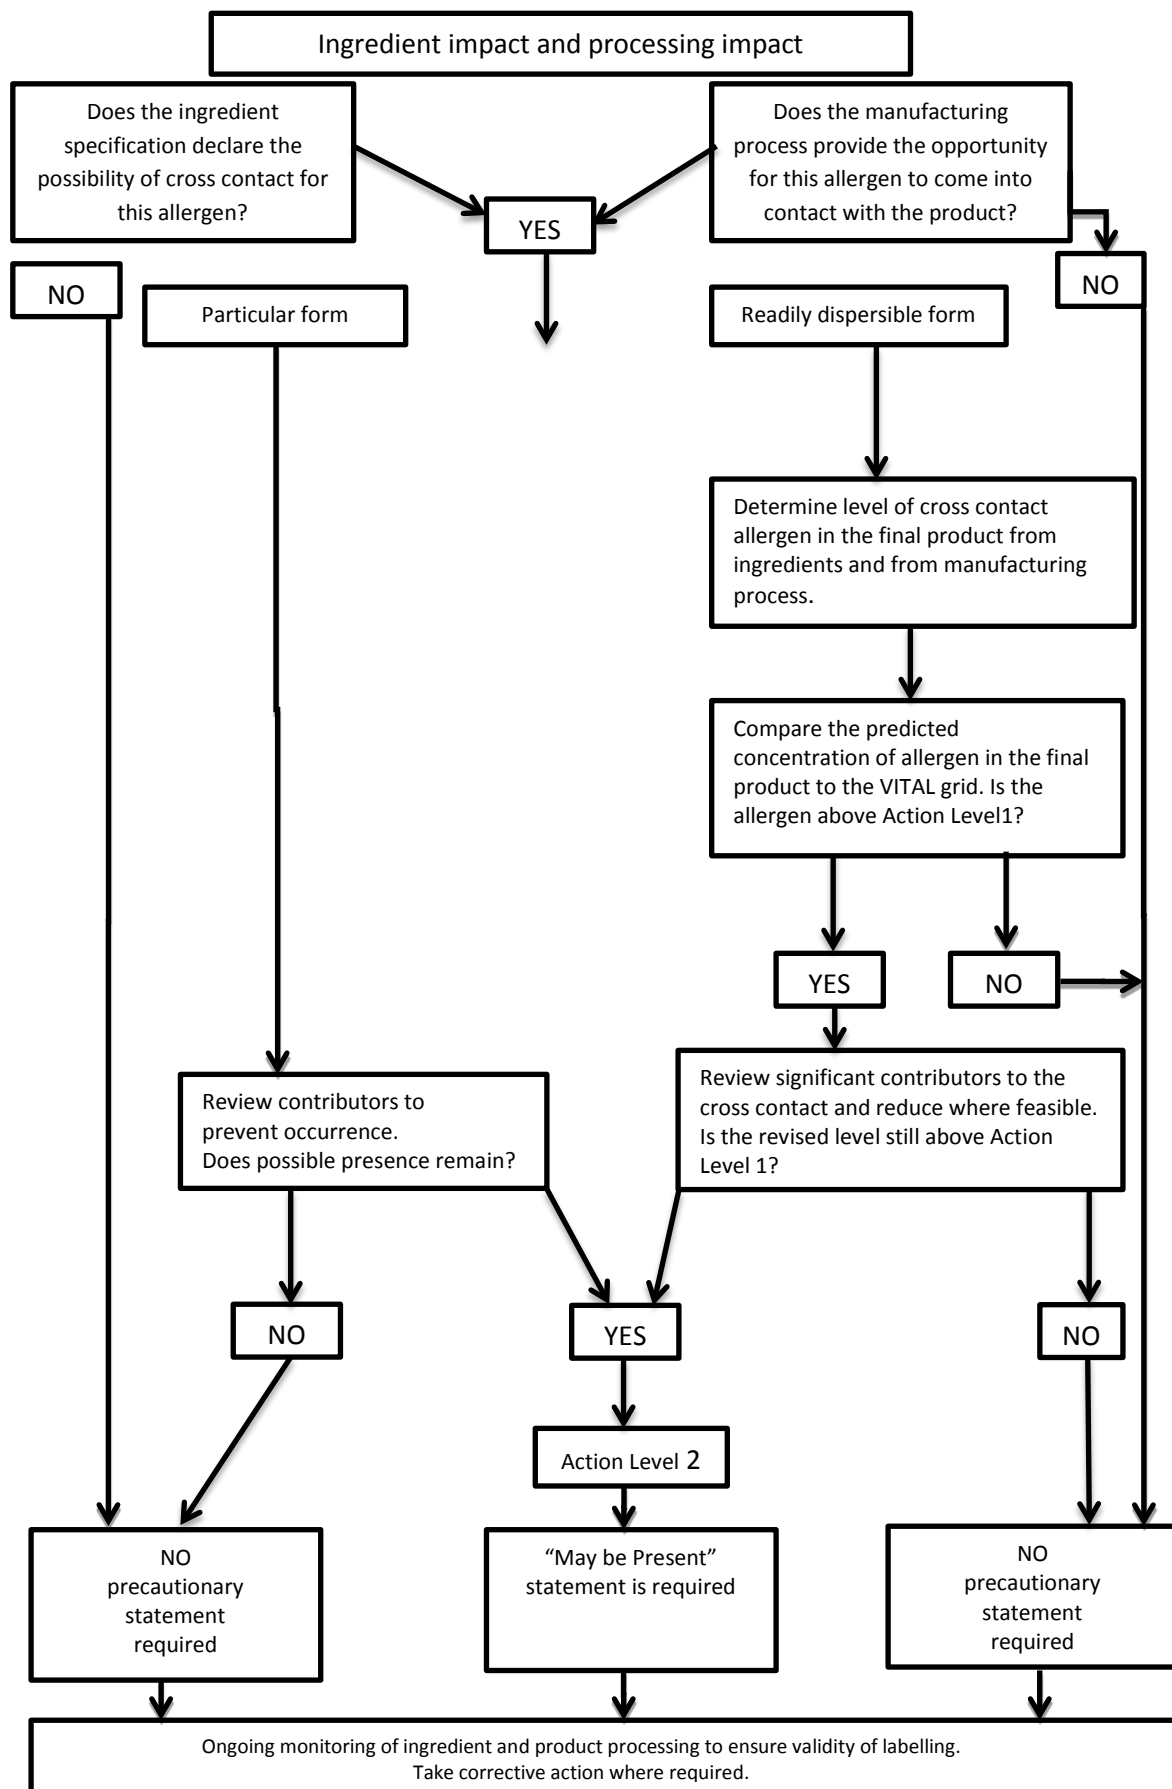 Ingredient impact and processing impact
Does the ingredient
specification declare the
possibility of cross contact for
this allergen?
Does the manufacturing
process provide the opportunity
for this allergen to come into
contact with the product?
YES
NO
NO
Particular form
Readily dispersible form
Determine level of cross contact
allergen in the final product from
ingredients and from manufacturing
process.
Compare the predicted
concentration of allergen in the final
product to the VITAL grid. Is the
allergen above Action Level1?
YES
NO
Review contributors to
prevent occurrence.
Does possible presence remain?
Review significant contributors to the
cross contact and reduce where feasible.
Is the revised level still above Action
Level 1?
NO
YES
NO
Action Level 2
NO
precautionary
statement
required
“May be Present”
statement is required
NO
precautionary
statement
required
Ongoing monitoring of ingredient and product processing to ensure validity of labelling.
Take corrective action where required.